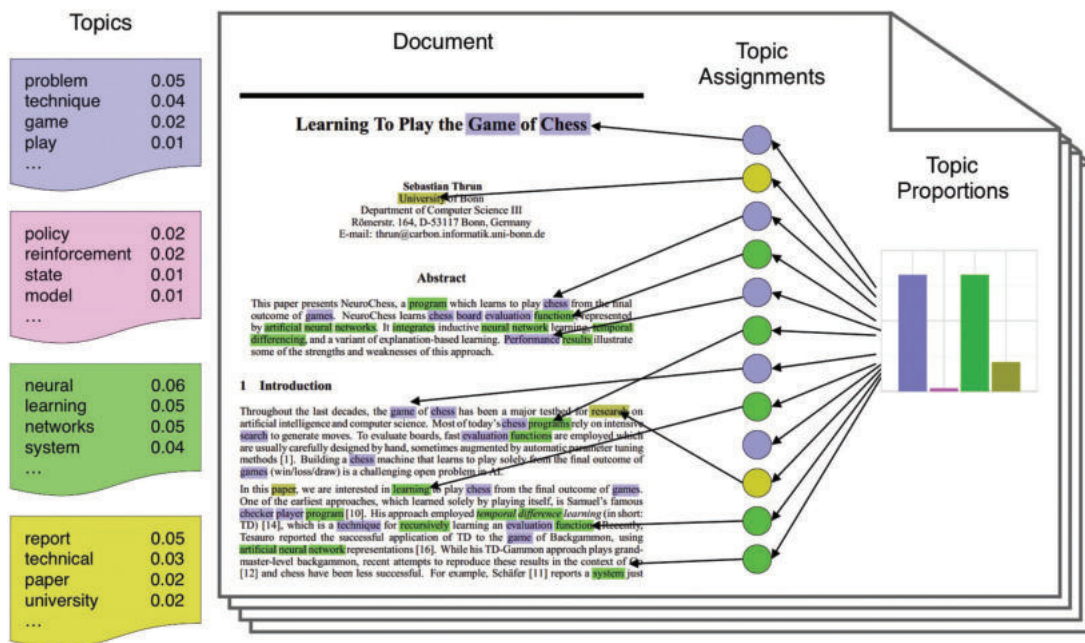 Topics
problem 0.05
technique 0.04
game 0.02
play 0.01
...
policy 0.02
reinforcement 0.02
state 0.01
model 0.01
...
neural 0.06
learning 0.05
networks 0.05
system 0.04
...
report 0.05
technical 0.03
paper 0.02
university 0.02
...
Document
Learning To Play the Game of Chess
Sebastian Thrun
University of Bonn
Department of Computer Science III
Römerstr. 164, D-53117 Bonn, Germany
E-mail: thrun@carbon.informatik.uni-bonn.de
Abstract
This paper presents NeuroChess, a program which learns to play chess from the final
outcome of games. NeuroChess learns chess board evaluation functions, represented
by artificial neural networks. It integrates inductive neural network learning, temporal
differencing, and a variant of explanation-based learning. Performance results illustrate
some of the strengths and weaknesses of this approach.
1 Introduction
Throughout the last decades, the game of chess has been a major testbed for research on
artificial intelligence and computer science. Most of today's chess programs rely on intensive
search to generate moves. To evaluate boards, fast evaluation functions are employed which
are usually carefully designed by hand, sometimes augmented by automatic parameter tuning
methods [1]. Building a chess machine that learns to play solely from the final outcome of
games (win/loss/draw) is a challenging open problem in AI.
In this paper, we are interested in learning to play chess from the final outcome of games.
One of the earliest approaches, which learned solely by playing itself, is Samuel's famous
checker player program [10]. His approach employed temporal difference learning (in short:
TD) [14], which is a technique for recursively learning an evaluation function. Recently,
Tesauro reported the successful application of TD to the game of Backgammon, using
artificial neural network representations [16]. While his TD-Gammon approach plays grand-
master-level backgammon, recent attempts to reproduce these results in the context of Go
[12] and chess have been less successful. For example, Schäfer [11] reports a system just
Topic
Assignments
Topic
Proportions